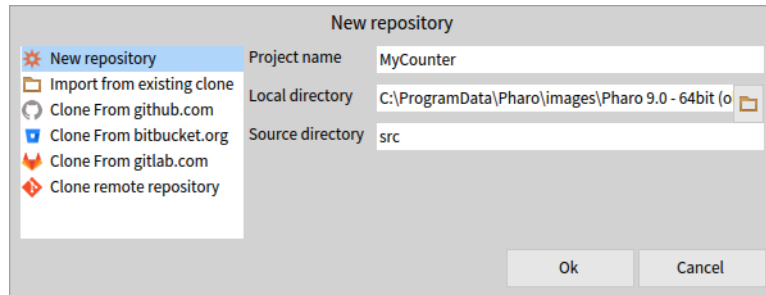 New repository
New repository
Import from existing clone
Clone From github.com
Clone From bitbucket.org
Clone From gitlab.com
Clone remote repository
Project name MyCounter
Local directory C:\ProgramData\Pharo\images\Pharo 9.0 - 64bit (o
Source directory src
Ok Cancel